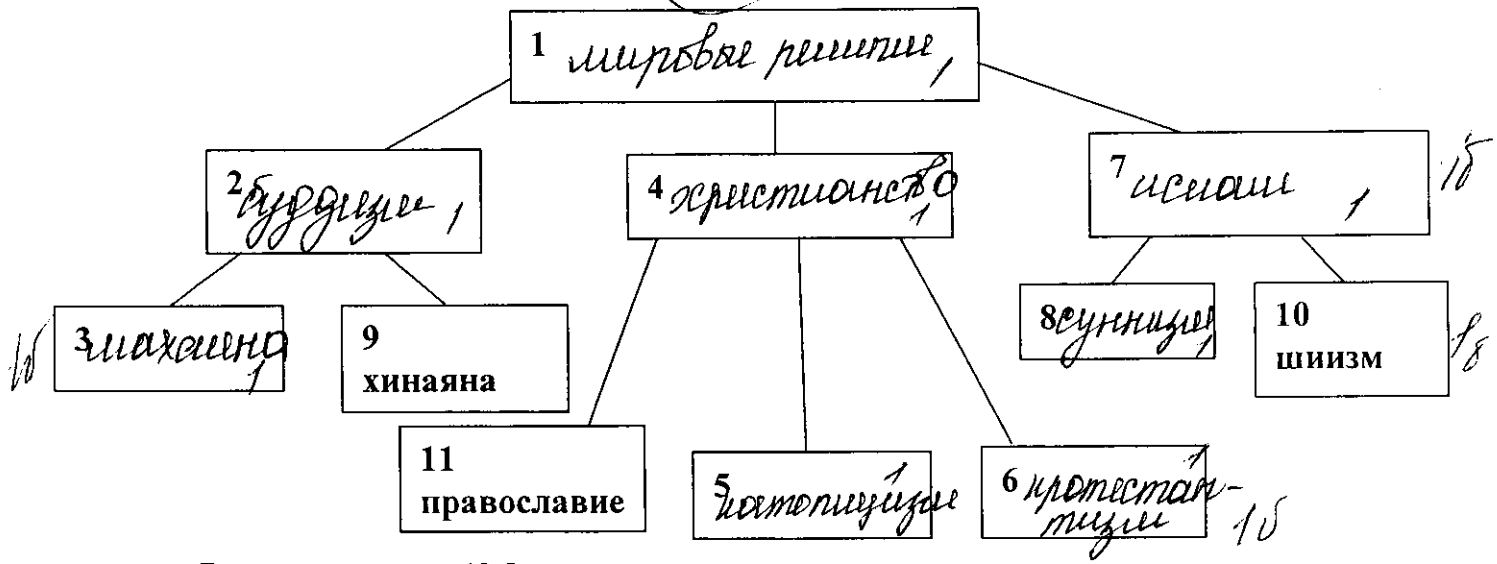 1 мировые религии 1
2 буддизм 1
4 христианство 1
7 ислам 1
1б
1б
3 махаяна 1
9
хинаяна
8 суннизм 1
10
шиизм
1б
11
православие
5 католицизм 1
6 протестан-
тизм 1
1б